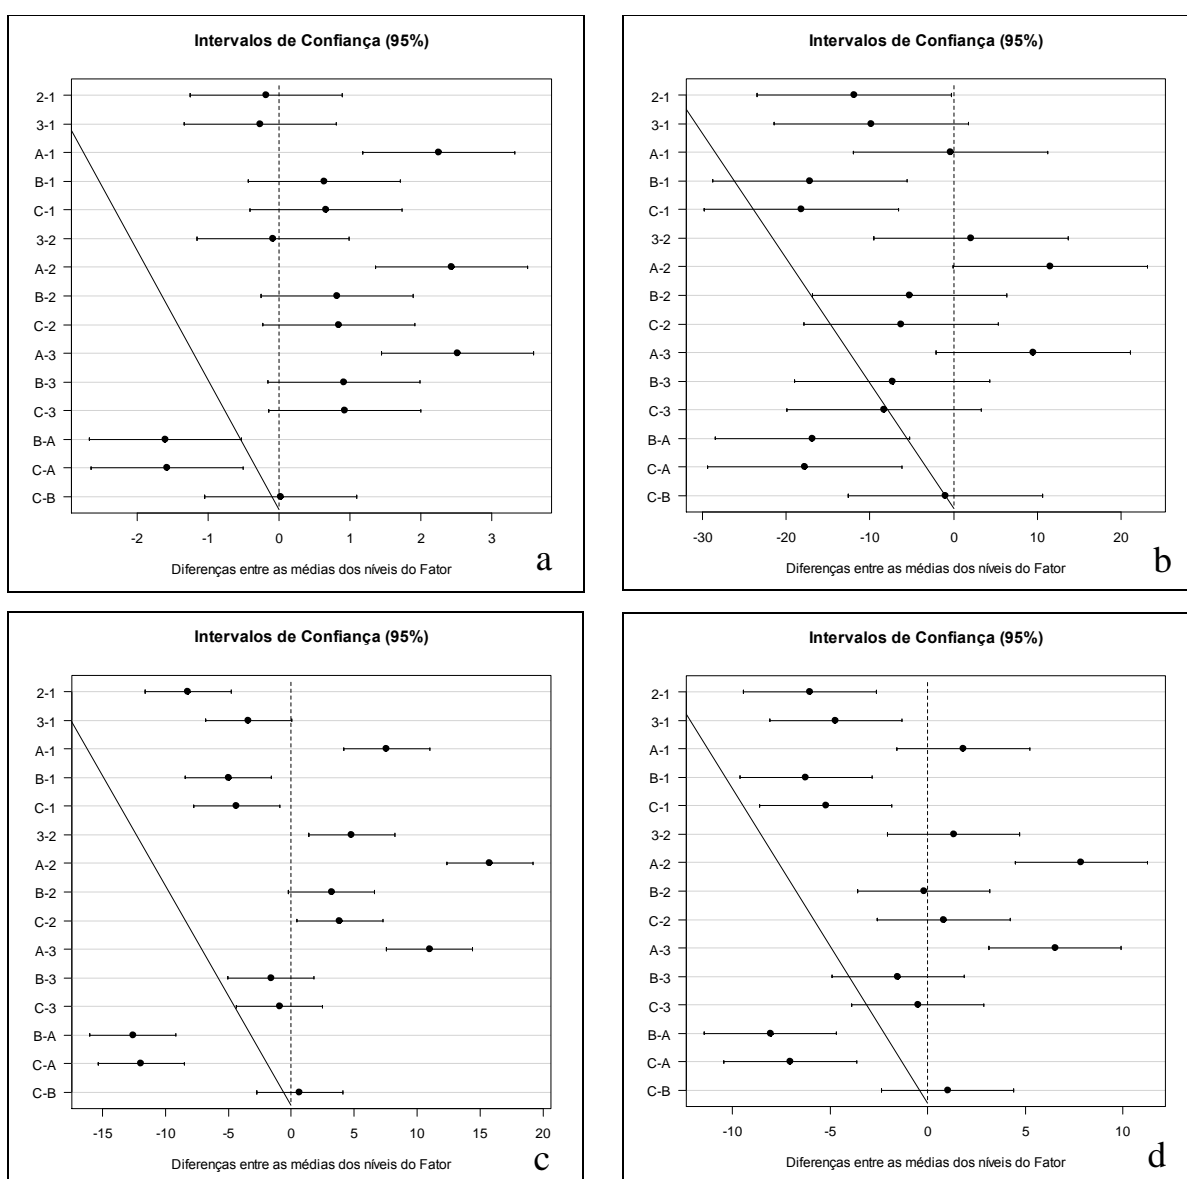 Intervalos de Confiança (95%)
2-1
3-1
A-1
B-1
C-1
3-2
A-2
B-2
C-2
A-3
B-3
C-3
B-A
C-A
C-B
-2 -1 0 1 2 3
Diferenças entre as médias dos níveis do Fator
a
Intervalos de Confiança (95%)
2-1
3-1
A-1
B-1
C-1
3-2
A-2
B-2
C-2
A-3
B-3
C-3
B-A
C-A
C-B
-30 -20 -10 0 10 20
Diferenças entre as médias dos níveis do Fator
b
Intervalos de Confiança (95%)
2-1
3-1
A-1
B-1
C-1
3-2
A-2
B-2
C-2
A-3
B-3
C-3
B-A
C-A
C-B
-15 -10 -5 0 5 10 15 20
Diferenças entre as médias dos níveis do Fator
c
Intervalos de Confiança (95%)
2-1
3-1
A-1
B-1
C-1
3-2
A-2
B-2
C-2
A-3
B-3
C-3
B-A
C-A
C-B
-10 -5 0 5 10
Diferenças entre as médias dos níveis do Fator
d